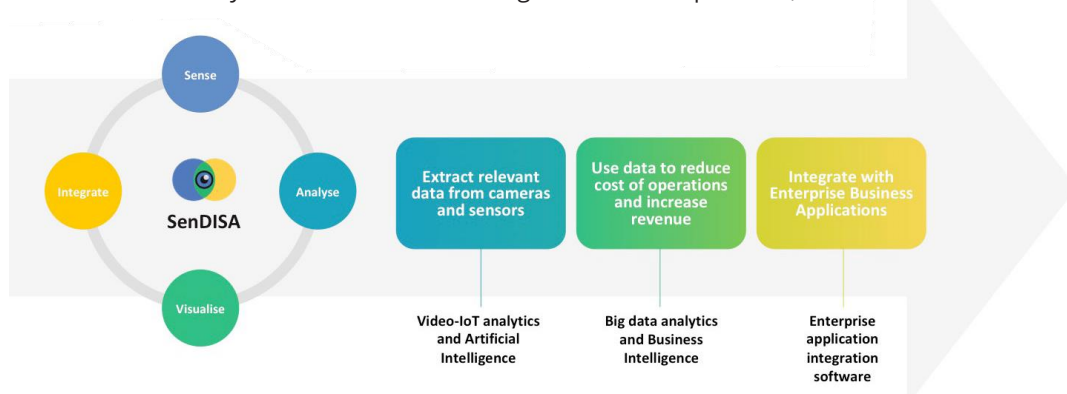 Sense
Integrate
Analyse
SenDISA
Visualise
Extract relevant
data from cameras
and sensors
Use data to reduce
cost of operations
and increase
revenue
Integrate with
Enterprise Business
Applications
Video-IoT analytics
and Artificial
Intelligence
Big data analytics
and Business
Intelligence
Enterprise
application
integration
software